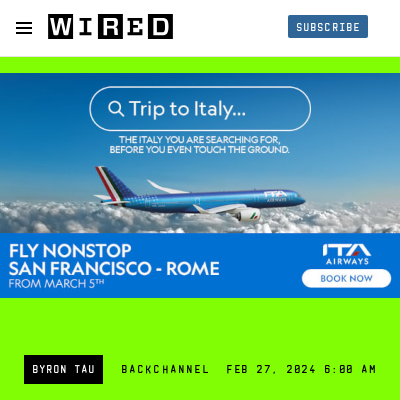 WIRED
SUBSCRIBE
Trip to Italy...
THE ITALY YOU ARE SEARCHING FOR,
BEFORE YOU EVEN TOUCH THE GROUND.
ITA
AIRWAYS
FLY NONSTOP
SAN FRANCISCO - ROME
FROM MARCH 5TH
ITA
AIRWAYS
BOOK NOW
BYRON TAU BACKCHANNEL FEB 27, 2024 6:00 AM